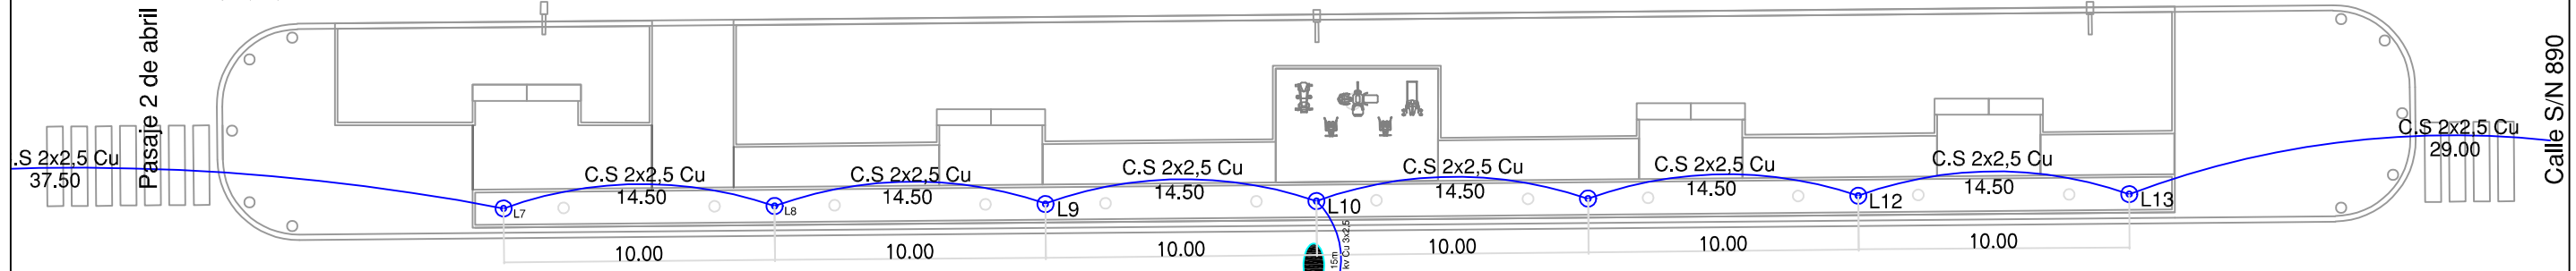 Pasaje 2 de abril
.S 2x2,5 Cu
37.50
C.S 2x2,5 Cu
14.50
C.S 2x2,5 Cu
14.50
C.S 2x2,5 Cu
14.50
C.S 2x2,5 Cu
14.50
C.S 2x2,5 Cu
14.50
C.S 2x2,5 Cu
14.50
C.S 2x2,5 Cu
29.00
Calle S/N 890
L7
L8
L9
L10
L12
L13
15m
kv Cu 3x2,5
10.00
10.00
10.00
10.00
10.00
10.00